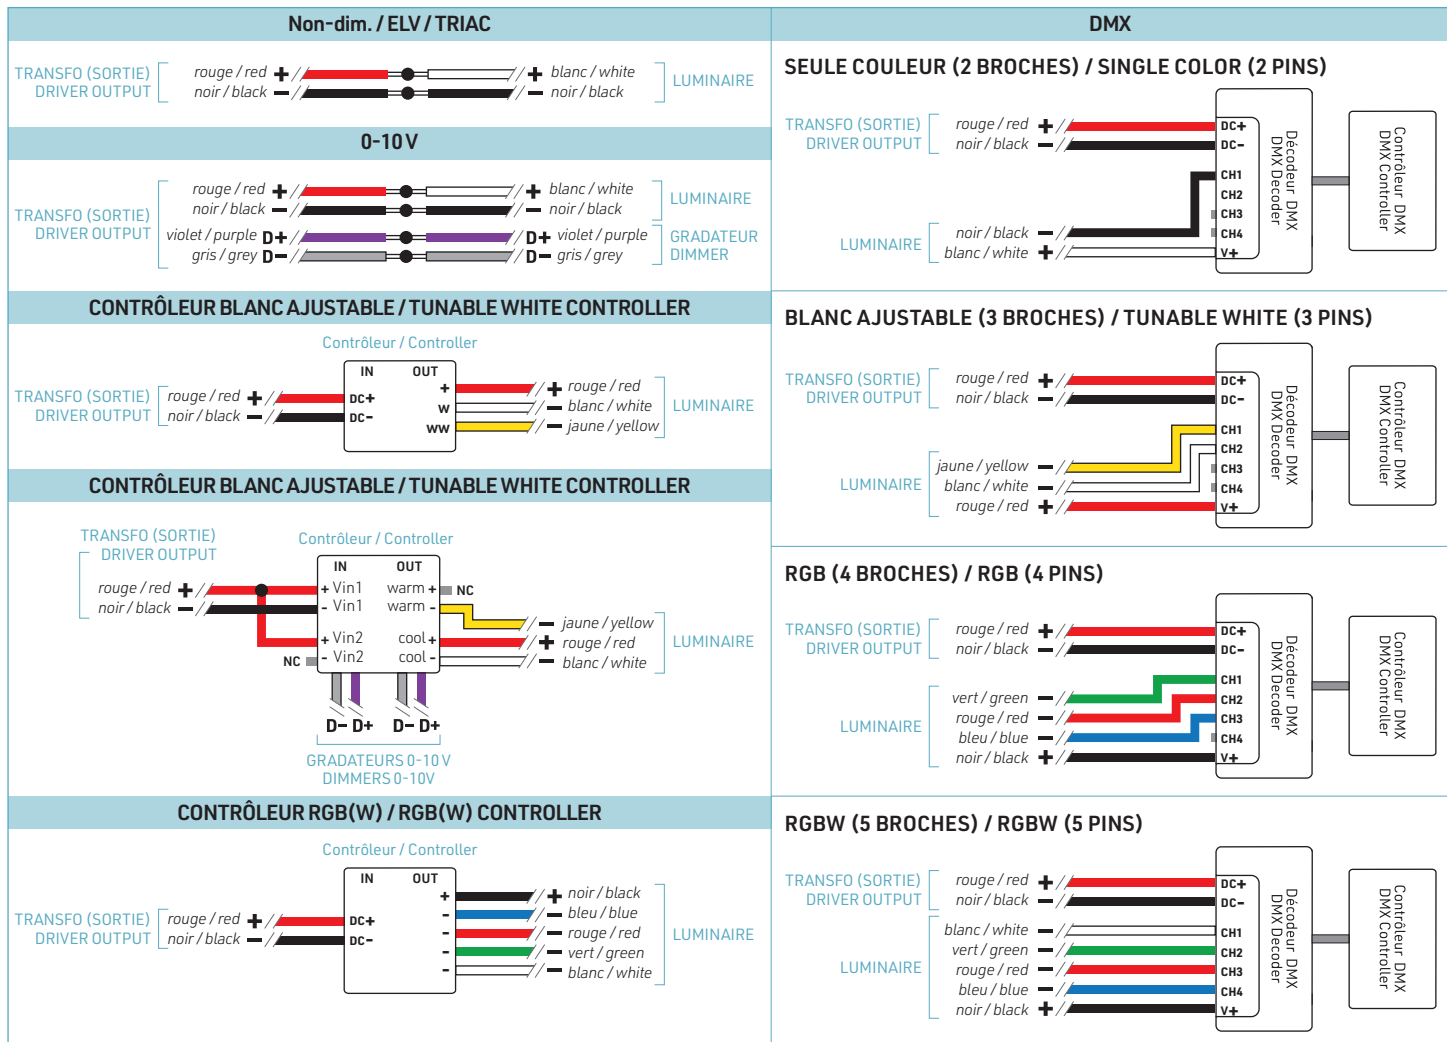 Non-dim. / ELV / TRIAC
TRANSFO (SORTIE)
DRIVER OUTPUT
rouge / red +
noir / black −
+ blanc / white
− noir / black
LUMINAIRE
0-10 V
TRANSFO (SORTIE)
DRIVER OUTPUT
rouge / red +
noir / black −
violet / purple D+
gris / grey D−
+ blanc / white
− noir / black
D+ violet / purple
D− gris / grey
LUMINAIRE
GRADATEUR
DIMMER
CONTRÔLEUR BLANC AJUSTABLE / TUNABLE WHITE CONTROLLER
Contrôleur / Controller
TRANSFO (SORTIE)
DRIVER OUTPUT
rouge / red +
noir / black −
IN OUT
DC+
DC−
+
W
WW
+ rouge / red
− blanc / white
− jaune / yellow
LUMINAIRE
CONTRÔLEUR BLANC AJUSTABLE / TUNABLE WHITE CONTROLLER
TRANSFO (SORTIE)
DRIVER OUTPUT
Contrôleur / Controller
rouge / red +
noir / black −
IN OUT
+ Vin1 warm + NC
- Vin1 warm -
+ Vin2 cool +
NC - Vin2 cool -
− jaune / yellow
+ rouge / red
− blanc / white
LUMINAIRE
D− D+ D− D+
GRADATEURS 0-10 V
DIMMERS 0-10V
CONTRÔLEUR RGB(W) / RGB(W) CONTROLLER
Contrôleur / Controller
TRANSFO (SORTIE)
DRIVER OUTPUT
rouge / red +
noir / black −
IN OUT
DC+
DC−
+
-
-
-
-
+ noir / black
− bleu / blue
− rouge / red
− vert / green
− blanc / white
LUMINAIRE
DMX
SEULE COULEUR (2 BROCHES) / SINGLE COLOR (2 PINS)
TRANSFO (SORTIE)
DRIVER OUTPUT
rouge / red +
noir / black −
LUMINAIRE
noir / black −
blanc / white +
DC+
DC−
CH1
CH2
CH3
CH4
V+
Décodeur DMX
DMX Decoder
Contrôleur DMX
DMX Controller
BLANC AJUSTABLE (3 BROCHES) / TUNABLE WHITE (3 PINS)
TRANSFO (SORTIE)
DRIVER OUTPUT
rouge / red +
noir / black −
LUMINAIRE
jaune / yellow −
blanc / white −
rouge / red +
DC+
DC−
CH1
CH2
CH3
CH4
V+
Décodeur DMX
DMX Decoder
Contrôleur DMX
DMX Controller
RGB (4 BROCHES) / RGB (4 PINS)
TRANSFO (SORTIE)
DRIVER OUTPUT
rouge / red +
noir / black −
LUMINAIRE
vert / green −
rouge / red −
bleu / blue −
noir / black +
DC+
DC−
CH1
CH2
CH3
CH4
V+
Décodeur DMX
DMX Decoder
Contrôleur DMX
DMX Controller
RGBW (5 BROCHES) / RGBW (5 PINS)
TRANSFO (SORTIE)
DRIVER OUTPUT
rouge / red +
noir / black −
LUMINAIRE
blanc / white −
vert / green −
rouge / red −
bleu / blue −
noir / black +
DC+
DC−
CH1
CH2
CH3
CH4
V+
Décodeur DMX
DMX Decoder
Contrôleur DMX
DMX Controller